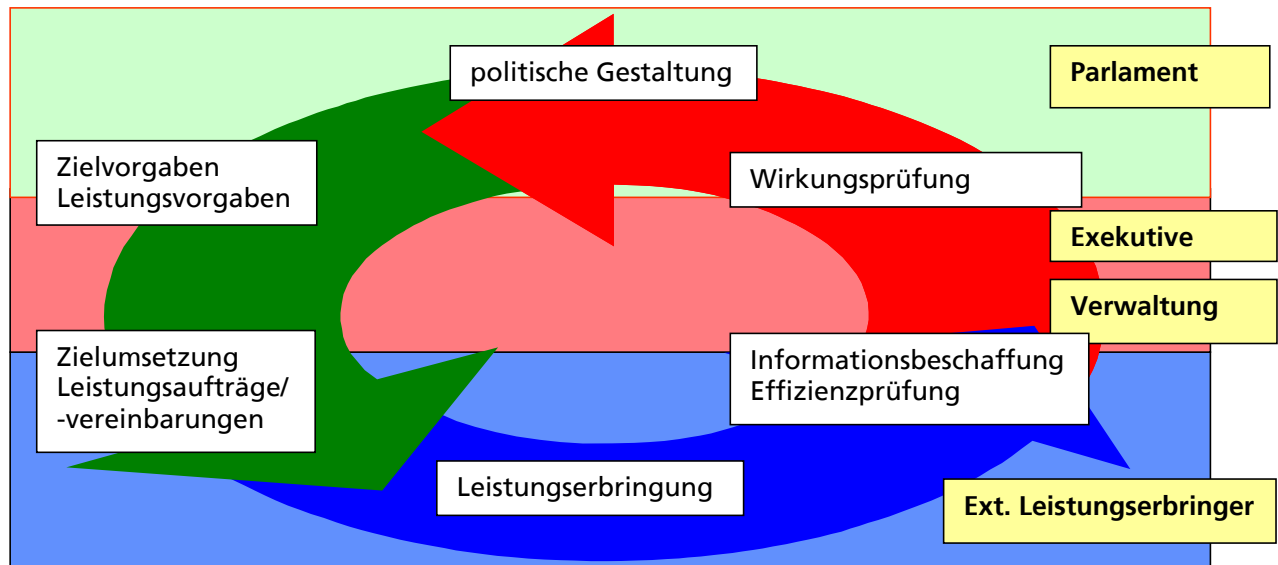 politische Gestaltung
Parlament
Zielvorgaben
Leistungsvorgaben
Wirkungsprüfung
Exekutive
Verwaltung
Zielumsetzung
Leistungsaufträge/
-vereinbarungen
Informationsbeschaffung
Effizienzprüfung
Leistungserbringung
Ext. Leistungserbringer